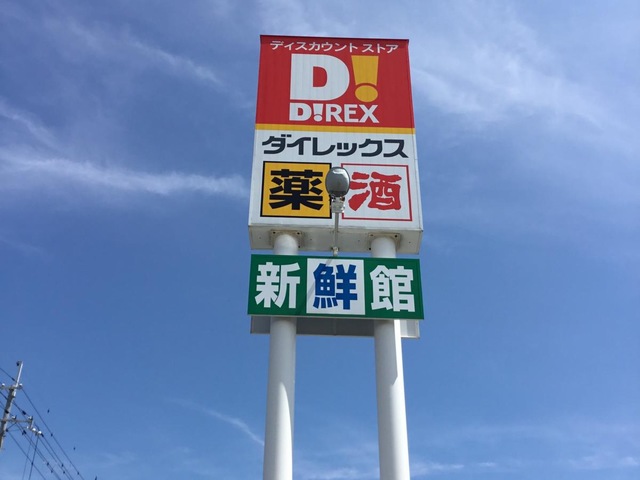 ディスカウント ストア
D!
D!REX
ダイレックス
薬 酒
新鮮館